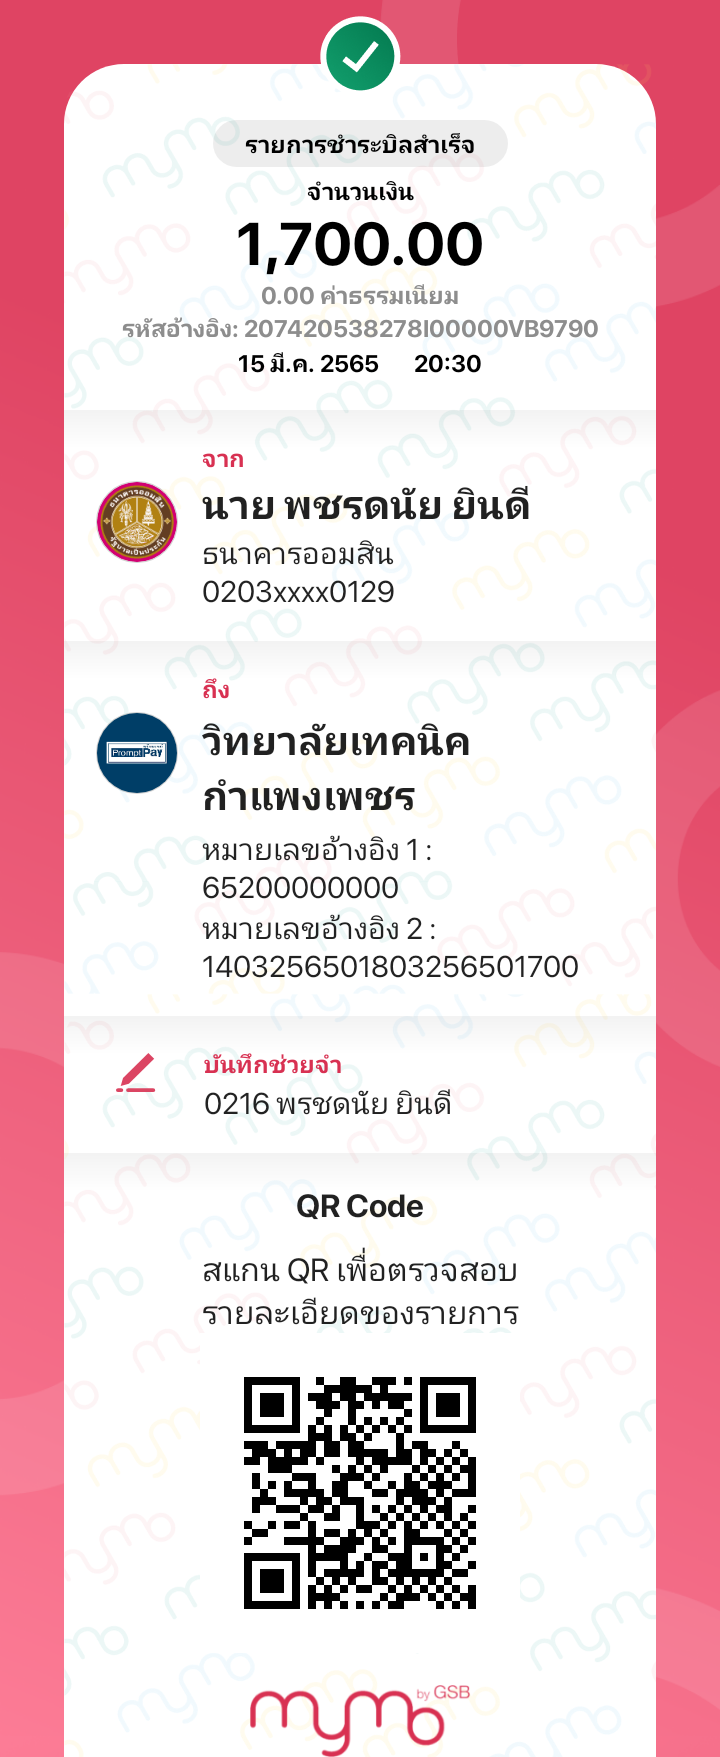 รายการชำระบิลสำเร็จ
จำนวนเงิน
1,700.00
0.00 ค่าธรรมเนียม
รหัสอ้างอิง: 207420538278I00000VB9790
15 มี.ค. 2565 20:30
จาก
นาย พชรดนัย ยินดี
ธนาคารออมสิน
0203xxxx0129
ถึง
PromptPay
วิทยาลัยเทคนิค
กำแพงเพชร
หมายเลขอ้างอิง 1 :
65200000000
หมายเลขอ้างอิง 2 :
1403256501803256501700
บันทึกช่วยจำ
0216 พรชดนัย ยินดี
QR Code
สแกน QR เพื่อตรวจสอบ
รายละเอียดของรายการ
mymo by GSB